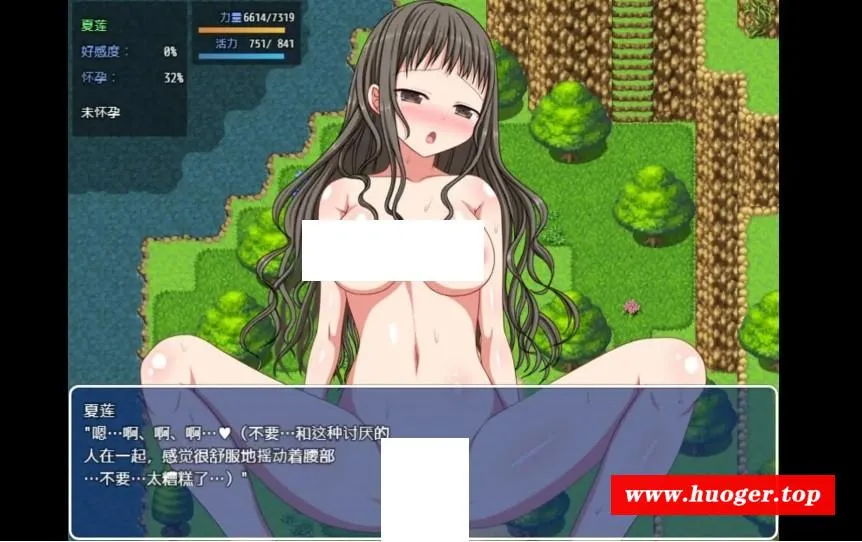 夏莲
好感度： 0%
怀孕： 32%
未怀孕
力量 6614/7319
活力 751/ 841
夏莲
"嗯…啊、啊、啊…♥（不要…和这种讨厌的
人在一起，感觉很舒服地摇动着腰部
…不要…太糟糕了…）"
www.huoger.top